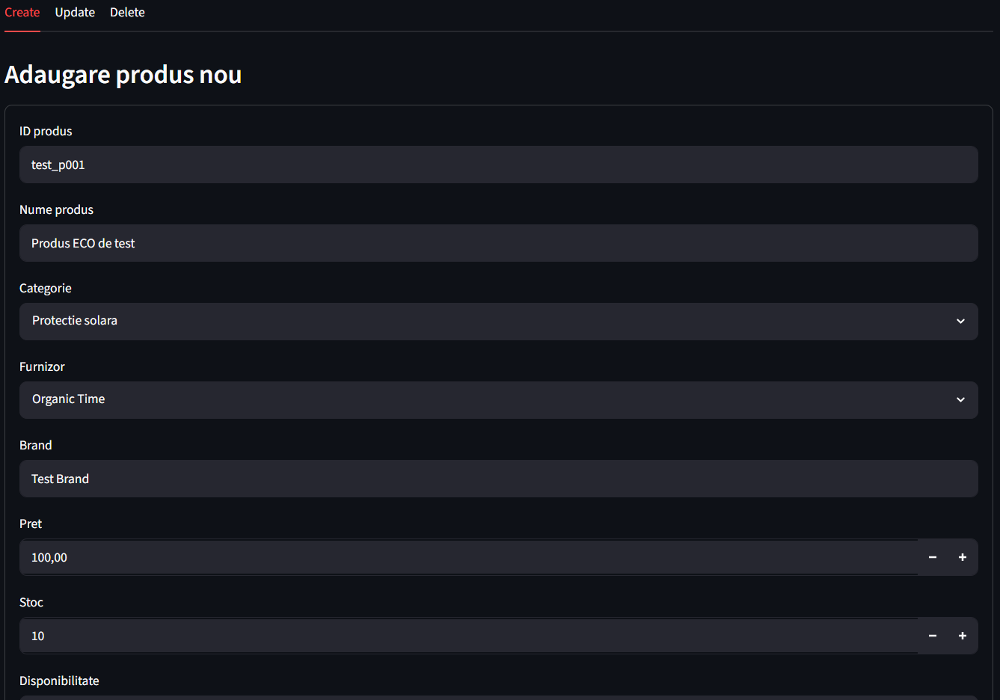 Create Update Delete
Adaugare produs nou
ID produs
test_p001
Nume produs
Produs ECO de test
Categorie
Protectie solara
Furnizor
Organic Time
Brand
Test Brand
Pret
100,00
Stoc
10
Disponibilitate